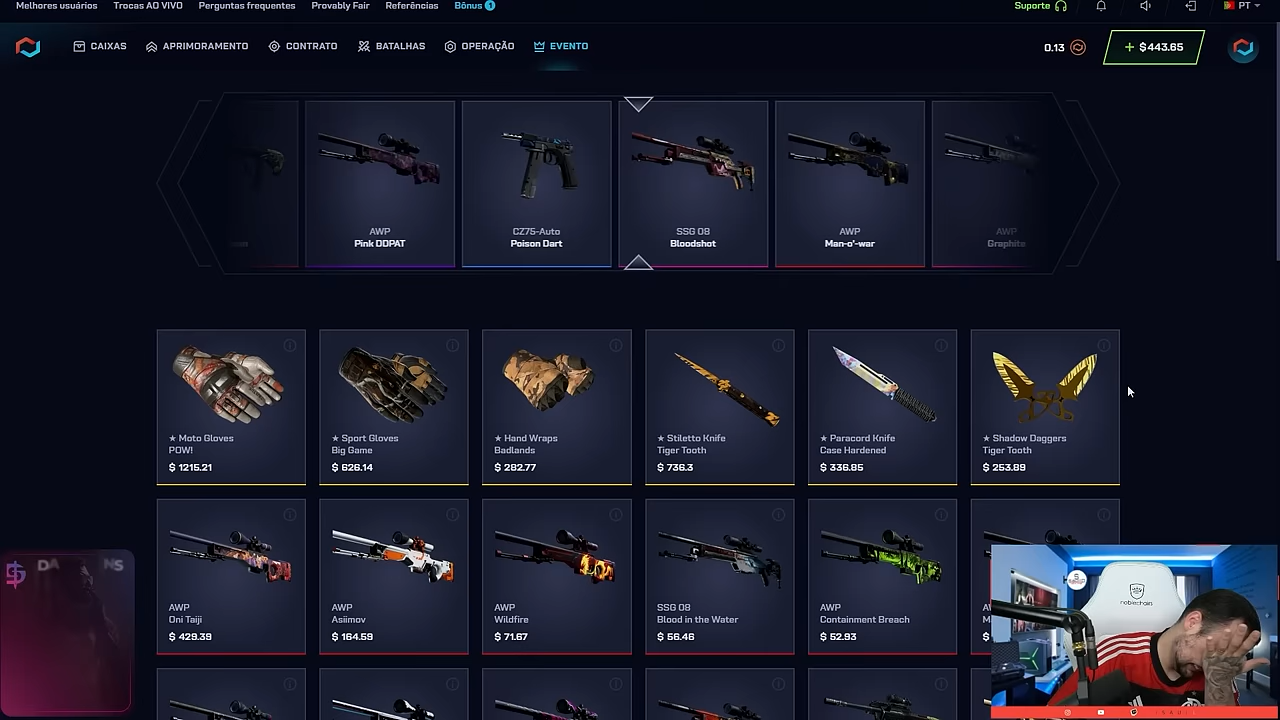 Melhores usuários Trocas AO VIVO Perguntas frequentes Provably Fair Referências Bônus 1 Suporte PT
CAIXAS APRIMORAMENTO CONTRATO BATALHAS OPERAÇÃO EVENTO 0.13 + $443.65
AWP CZ75-Auto SSG 08 AWP AWP
Pink DDPAT Poison Dart Bloodshot Man-o'-war Graphite
★ Moto Gloves ★ Sport Gloves ★ Hand Wraps ★ Stiletto Knife ★ Paracord Knife ★ Shadow Daggers
POW! Big Game Badlands Tiger Tooth Case Hardened Tiger Tooth
$ 1215.21 $ 626.14 $ 282.77 $ 736.3 $ 336.85 $ 253.89
AWP AWP AWP SSG 08 AWP
Oni Taiji Asiimov Wildfire Blood in the Water Containment Breach
$ 429.39 $ 164.59 $ 71.67 $ 56.46 $ 52.93
noblechairs